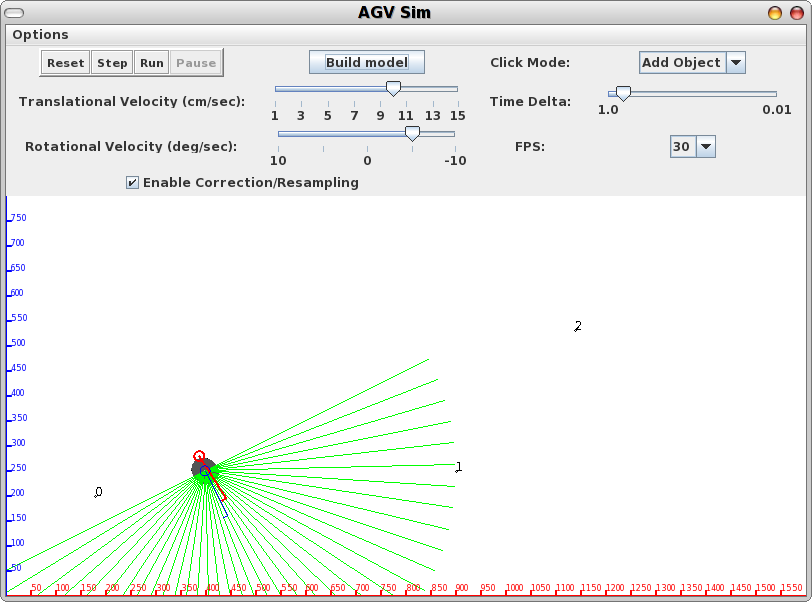 AGV Sim
Options
Reset Step Run Pause Build model Click Mode: Add Object
Translational Velocity (cm/sec): Time Delta:
1 3 5 7 9 11 13 15 1.0 0.01
Rotational Velocity (deg/sec): FPS: 30
10 0 -10
Enable Correction/Resampling
750
700
650
600
550
2
500
450
400
350
300
250
1
200
0
150
100
50
50 100 150 200 250 300 350 400 450 500 550 600 650 700 750 800 850 900 950 1000 1050 1100 1150 1200 1250 1300 1350 1400 1450 1500 1550